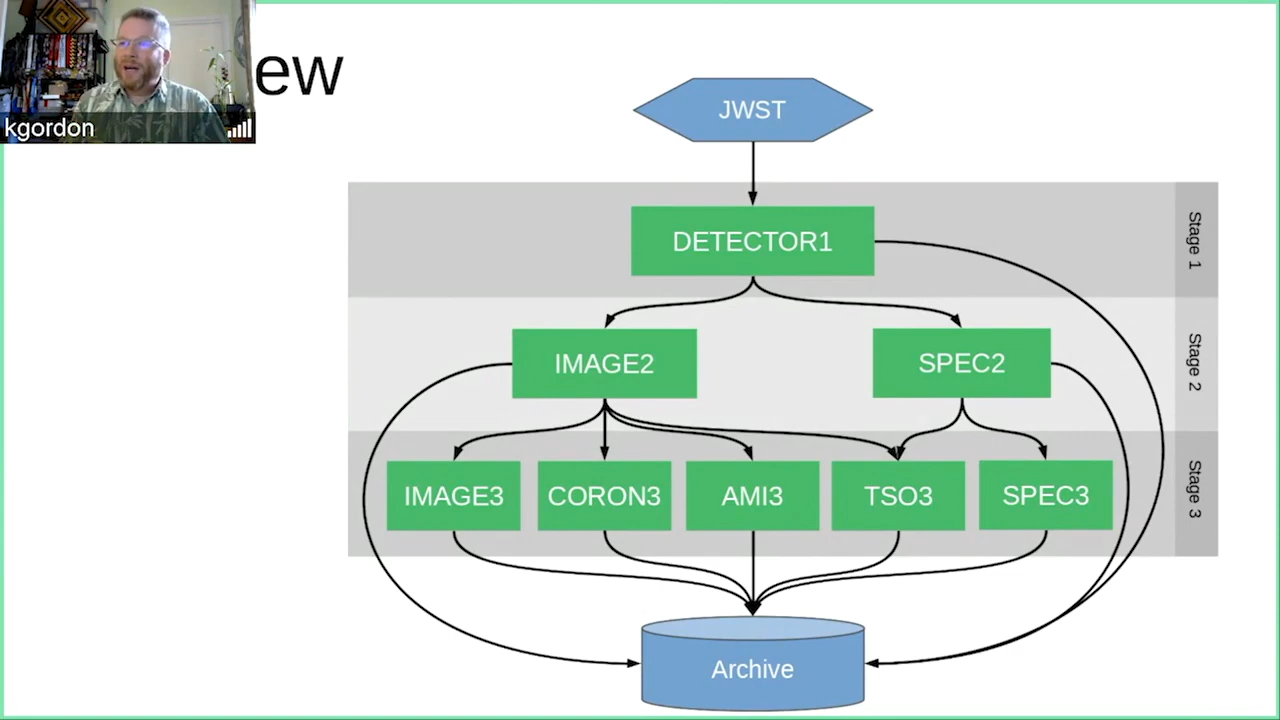 ew
kgordon
JWST
DETECTOR1
Stage 1
IMAGE2
SPEC2
Stage 2
IMAGE3
CORON3
AMI3
TSO3
SPEC3
Stage 3
Archive